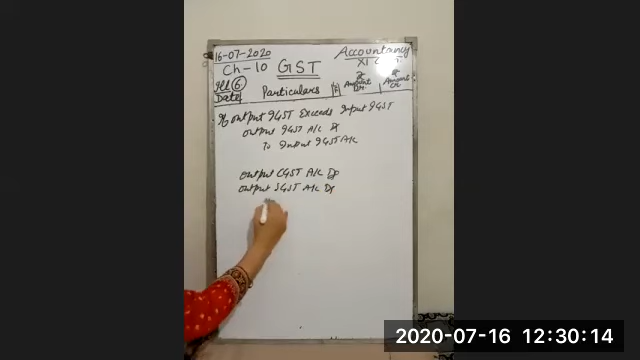 16-07-2020 Accountancy
Ch-10 GST XI
Ill 6
Date Particulars Amount Dr. Amount Cr
If output IGST Exceeds Input IGST
output IGST A/c Dr
To Input IGST A/c
output CGST A/c Dr
output SGST A/c Dr
2020-07-16 12:30:14